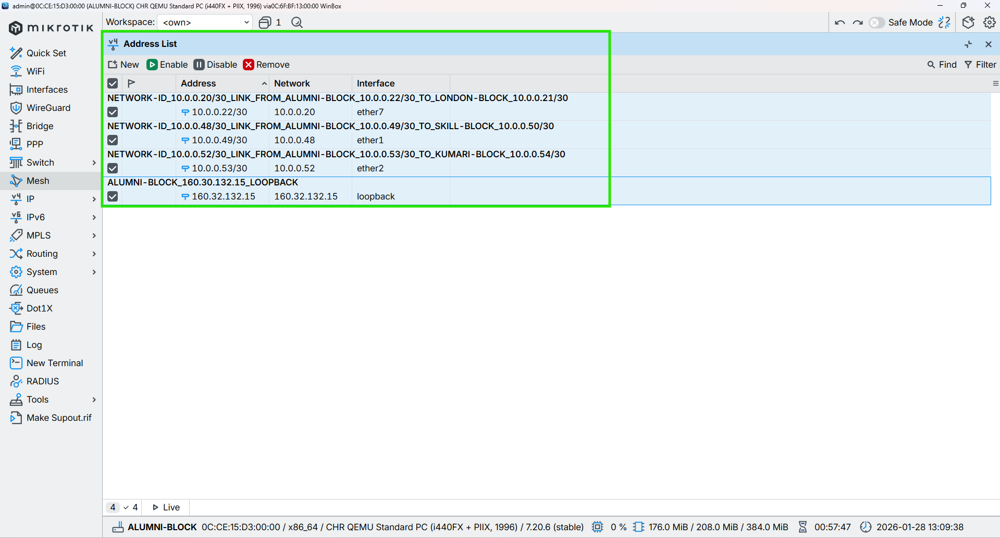 admin@0C:CE:15:D3:00:00 (ALUMNI-BLOCK) CHR QEMU Standard PC (i440FX + PIIX, 1996) via0C:6F:BF:13:00:00 WinBox
mikrotik
Workspace: <own> 1
Safe Mode
Quick Set
WiFi
Interfaces
WireGuard
Bridge
PPP
Switch
Mesh
IP
IPv6
MPLS
Routing
System
Queues
Dot1X
Files
Log
New Terminal
RADIUS
Tools
Make Supout.rif
Address List
New Enable Disable Remove Find Filter
Address Network Interface
NETWORK-ID_10.0.0.20/30_LINK_FROM_ALUMNI-BLOCK_10.0.0.22/30_TO_LONDON-BLOCK_10.0.0.21/30
10.0.0.22/30 10.0.0.20 ether7
NETWORK-ID_10.0.0.48/30_LINK_FROM_ALUMNI-BLOCK_10.0.0.49/30_TO_SKILL-BLOCK_10.0.0.50/30
10.0.0.49/30 10.0.0.48 ether1
NETWORK-ID_10.0.0.52/30_LINK_FROM_ALUMNI-BLOCK_10.0.0.53/30_TO_KUMARI-BLOCK_10.0.0.54/30
10.0.0.53/30 10.0.0.52 ether2
ALUMNI-BLOCK_160.30.132.15_LOOPBACK
160.32.132.15 160.32.132.15 loopback
4 4 Live
ALUMNI-BLOCK 0C:CE:15:D3:00:00 / x86_64 / CHR QEMU Standard PC (i440FX + PIIX, 1996) / 7.20.6 (stable) 0 % 176.0 MiB / 208.0 MiB / 384.0 MiB 00:57:47 2026-01-28 13:09:38